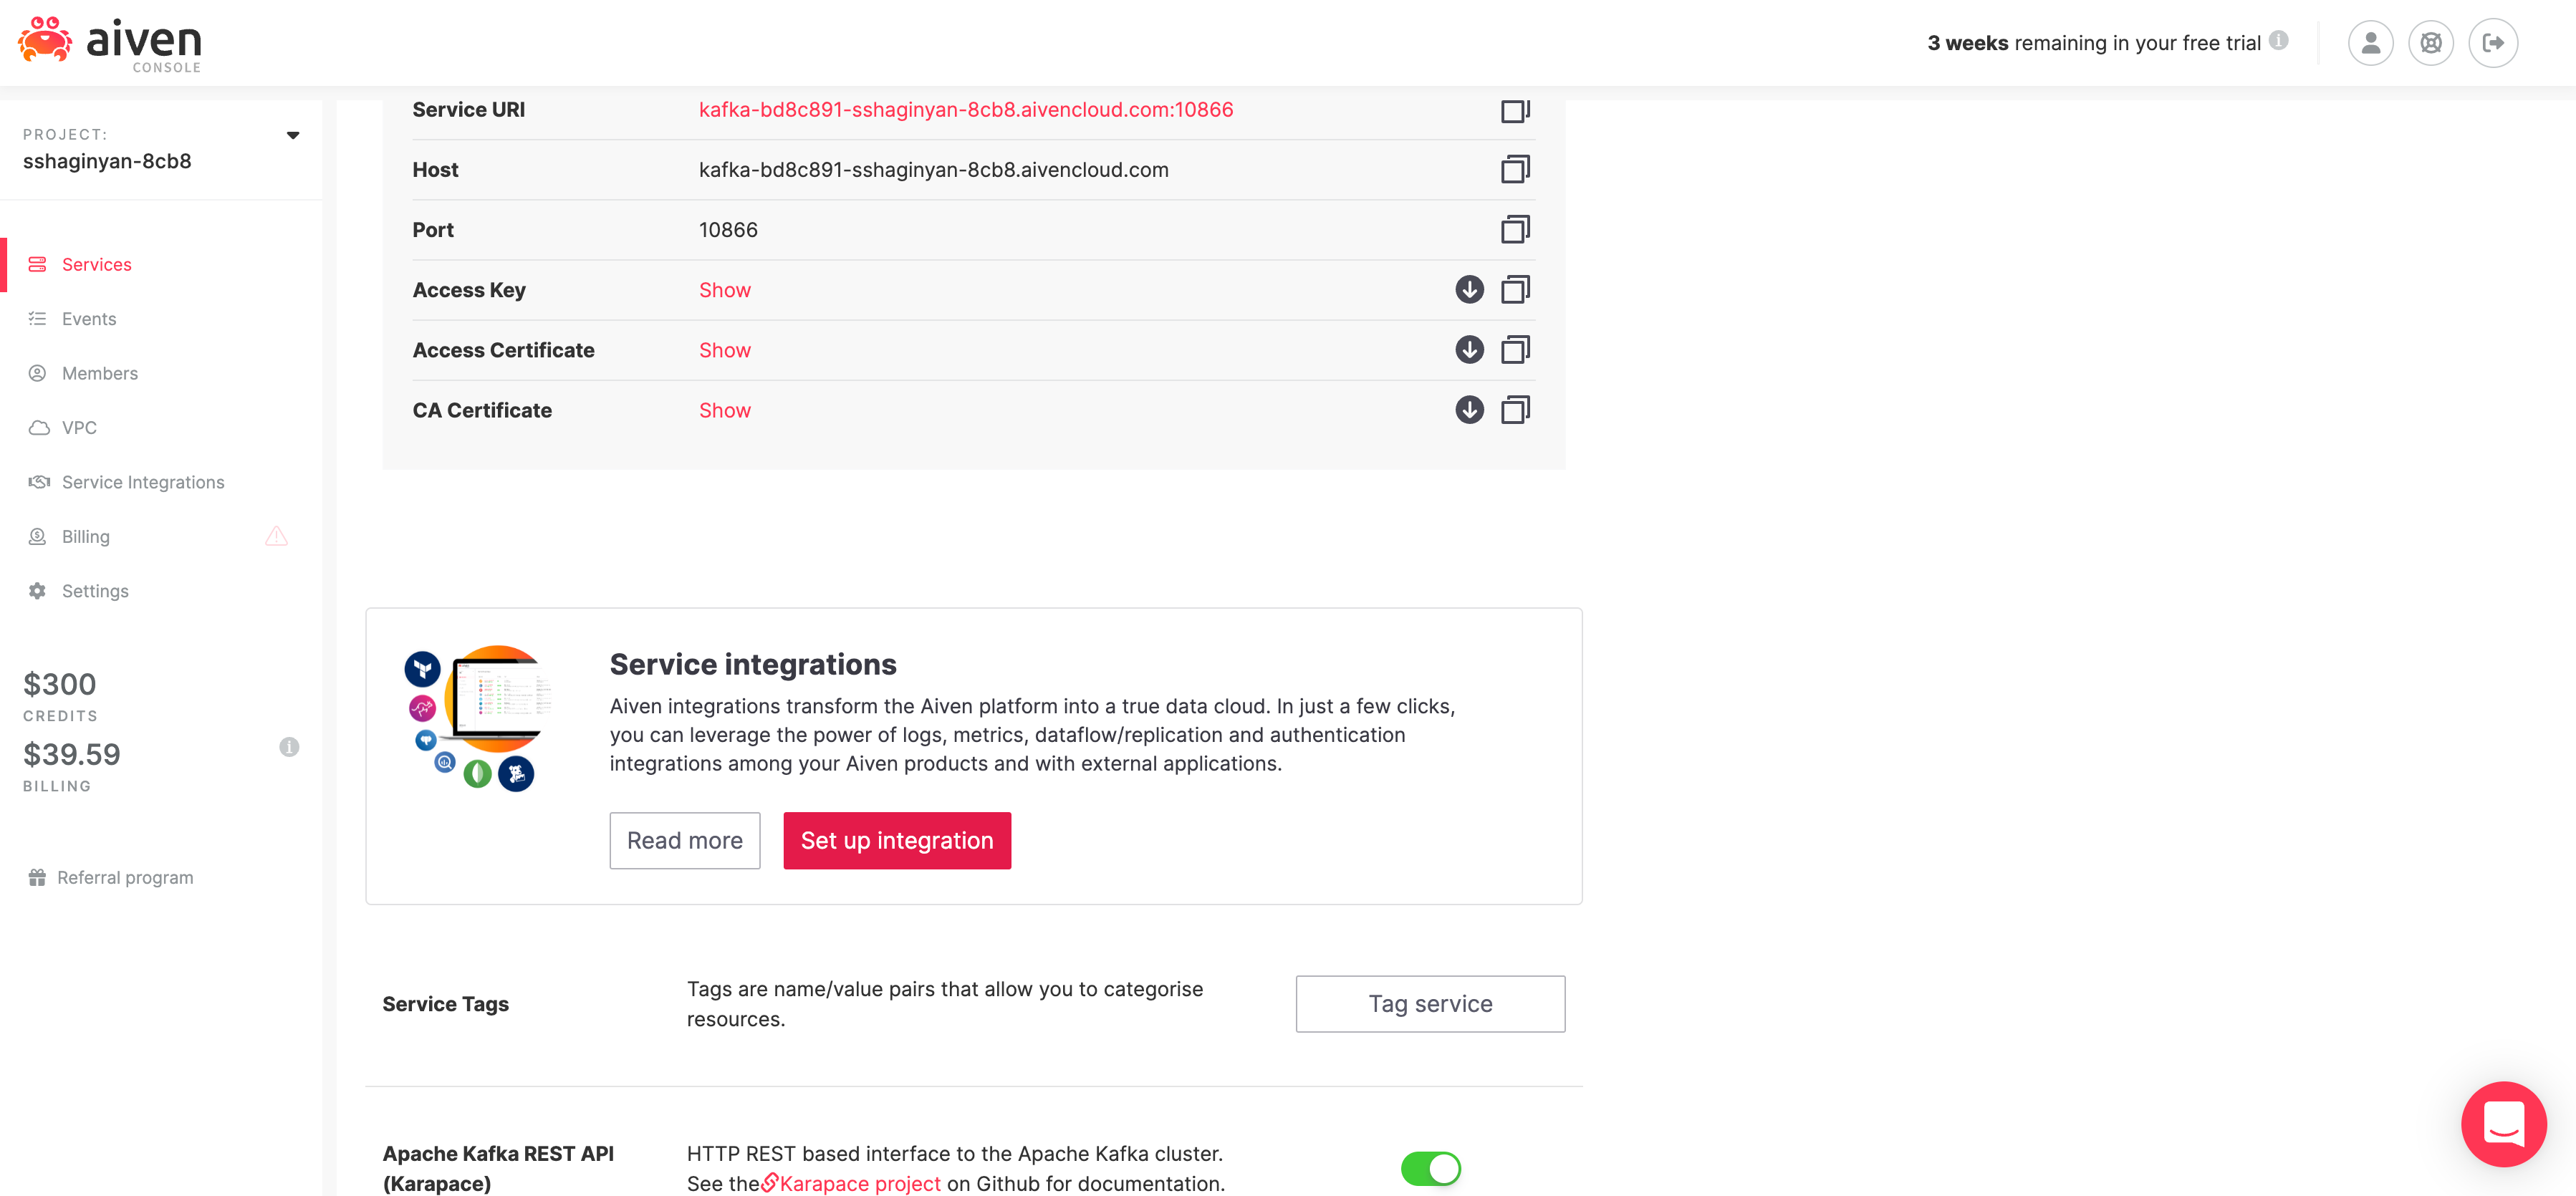 aiven
CONSOLE
3 weeks remaining in your free trial
PROJECT:
sshaginyan-8cb8
Services
Events
Members
VPC
Service Integrations
Billing
Settings
$300
CREDITS
$39.59
BILLING
Referral program
Service URI kafka-bd8c891-sshaginyan-8cb8.aivencloud.com:10866
Host kafka-bd8c891-sshaginyan-8cb8.aivencloud.com
Port 10866
Access Key Show
Access Certificate Show
CA Certificate Show
Service integrations
Aiven integrations transform the Aiven platform into a true data cloud. In just a few clicks,
you can leverage the power of logs, metrics, dataflow/replication and authentication
integrations among your Aiven products and with external applications.
Read more Set up integration
Service Tags
Tags are name/value pairs that allow you to categorise
resources.
Tag service
Apache Kafka REST API
(Karapace)
HTTP REST based interface to the Apache Kafka cluster.
See the Karapace project on Github for documentation.